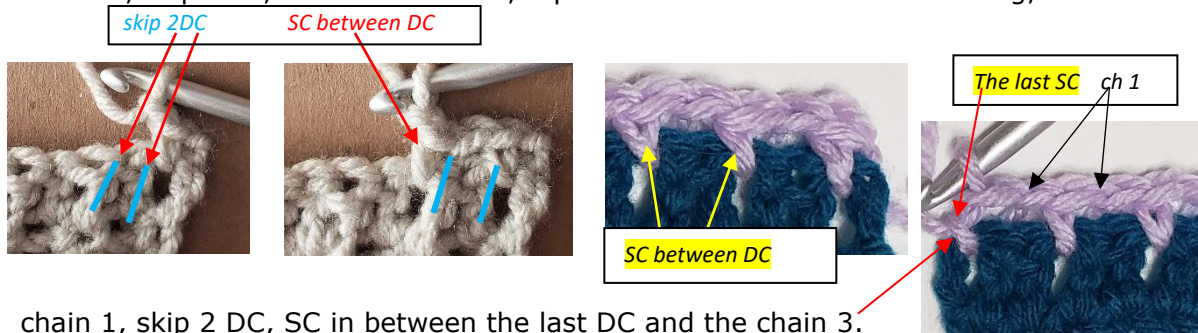 skip 2DC SC between DC
The last SC ch 1
SC between DC
chain 1, skip 2 DC, SC in between the last DC and the chain 3.